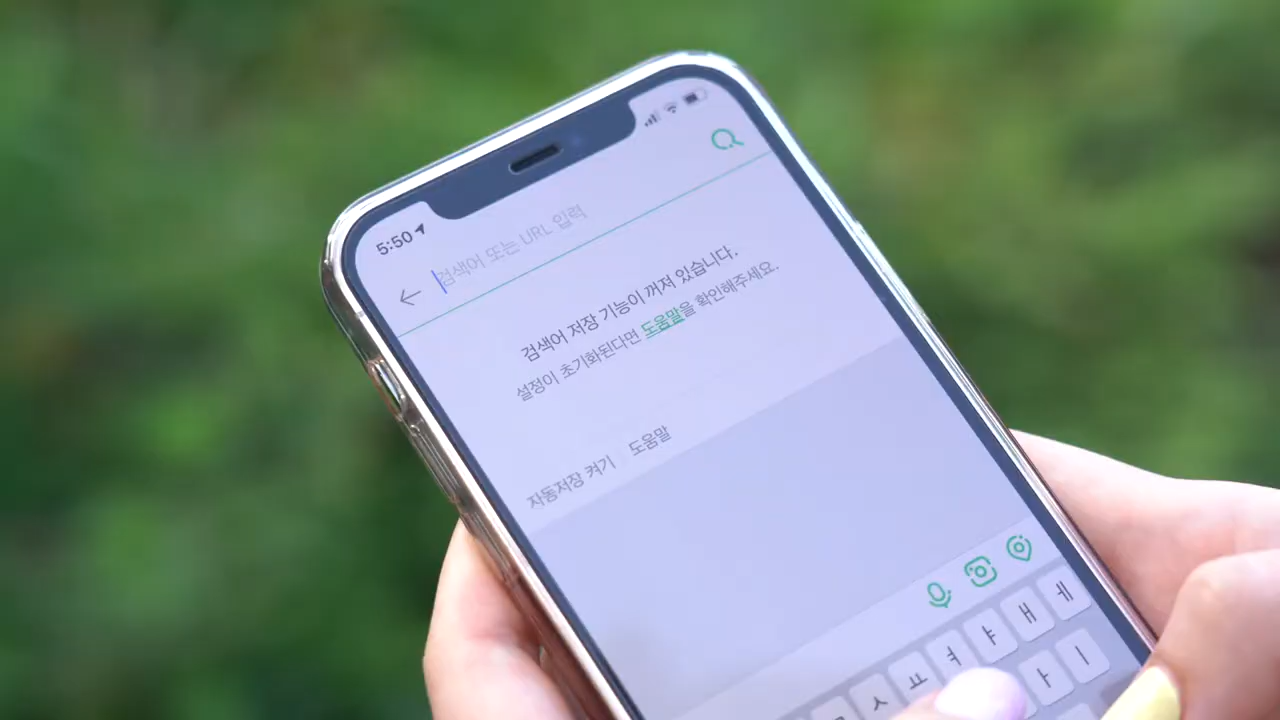 5:50
검색어 또는 URL 입력
검색어 저장 기능이 꺼져 있습니다.
설정이 초기화된다면 도움말을 확인해주세요.
자동저장 켜기 도움말
ㅅ ㅛ ㅕ ㅑ ㅐ ㅔ
ㅏ ㅣ